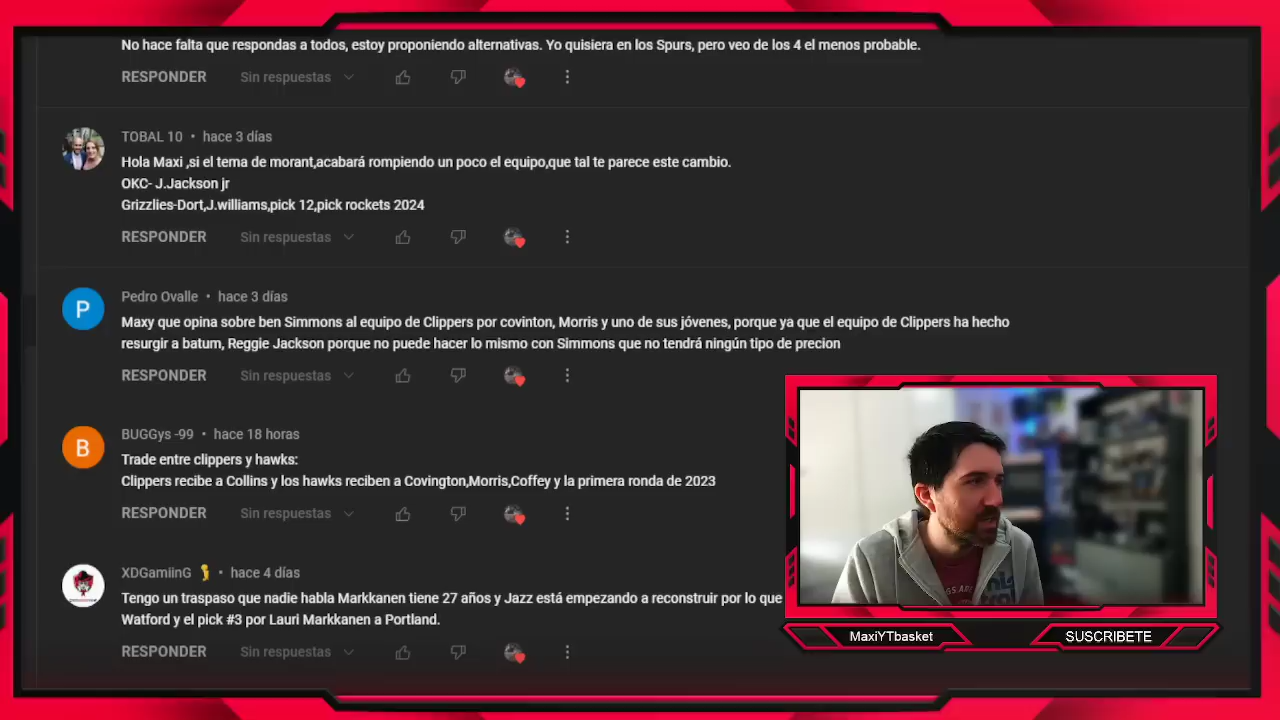 No hace falta que respondas a todos, estoy proponiendo alternativas. Yo quisiera en los Spurs, pero veo de los 4 el menos probable.
RESPONDER Sin respuestas
TOBAL 10 • hace 3 días
Hola Maxi ,si el tema de morant,acabará rompiendo un poco el equipo,que tal te parece este cambio.
OKC- J.Jackson jr
Grizzlies-Dort,J.williams,pick 12,pick rockets 2024
RESPONDER Sin respuestas
P
Pedro Ovalle • hace 3 días
Maxy que opina sobre ben Simmons al equipo de Clippers por covinton, Morris y uno de sus jóvenes, porque ya que el equipo de Clippers ha hecho
resurgir a batum, Reggie Jackson porque no puede hacer lo mismo con Simmons que no tendrá ningún tipo de precion
RESPONDER Sin respuestas
B
BUGGys -99 • hace 18 horas
Trade entre clippers y hawks:
Clippers recibe a Collins y los hawks reciben a Covington,Morris,Coffey y la primera ronda de 2023
RESPONDER Sin respuestas
XDGamiinG • hace 4 días
Tengo un traspaso que nadie habla Markkanen tiene 27 años y Jazz está empezando a reconstruir por lo que
Watford y el pick #3 por Lauri Markkanen a Portland.
RESPONDER Sin respuestas
MaxiYTbasket
SUSCRIBETE